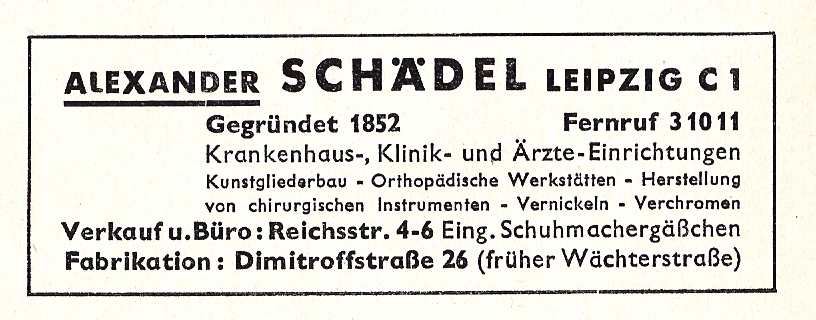 ALEXANDER SCHÄDEL LEIPZIG C 1
Gegründet 1852 Fernruf 31011
Krankenhaus-, Klinik- und Ärzte-Einrichtungen
Kunstgliederbau - Orthopädische Werkstätten - Herstellung
von chirurgischen Instrumenten - Vernickeln - Verchromen
Verkauf u. Büro: Reichsstr. 4-6 Eing. Schuhmachergäßchen
Fabrikation: Dimitroffstraße 26 (früher Wächterstraße)